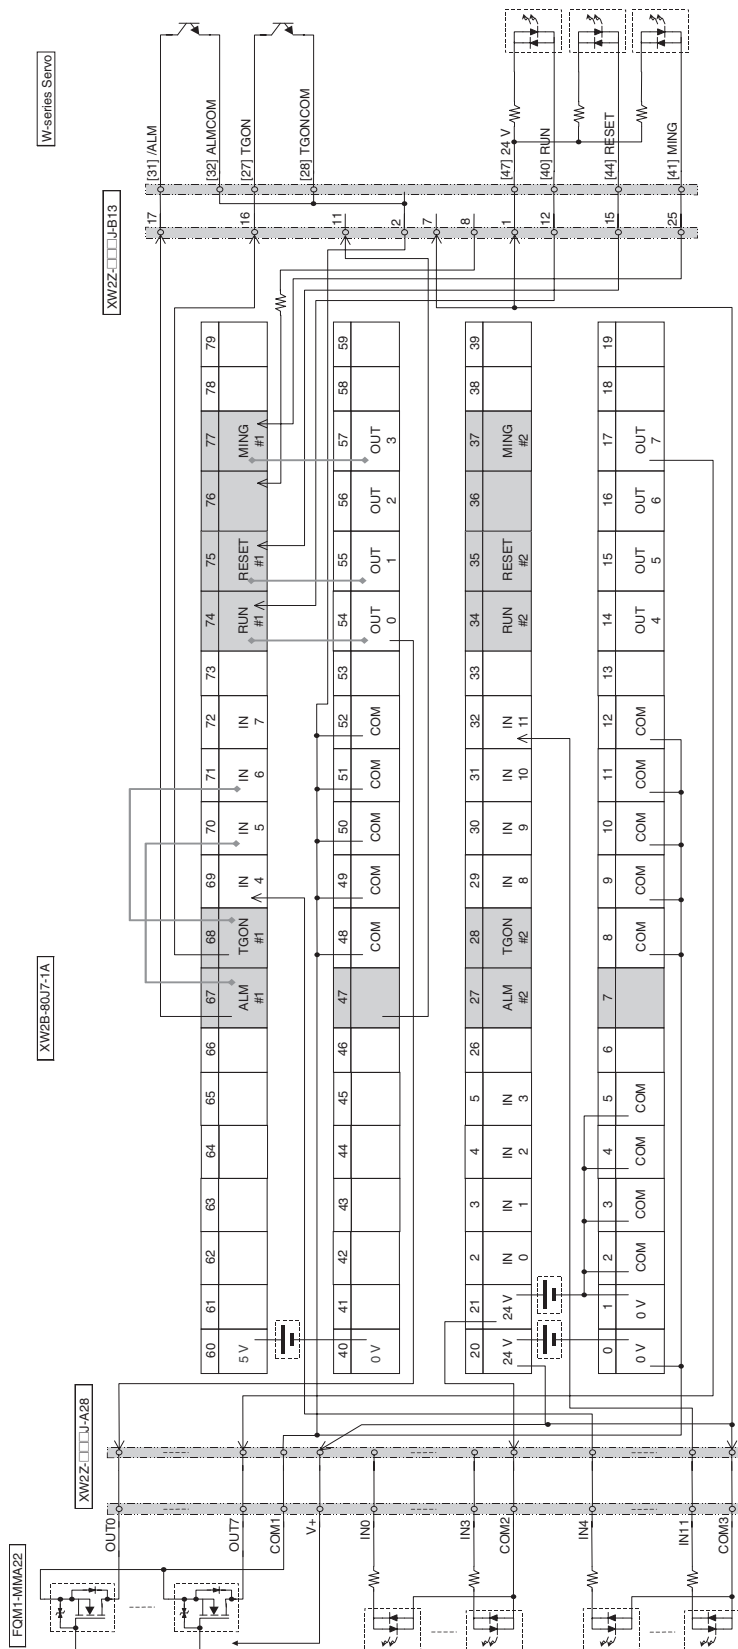 FQM1-MMA22
XW2Z-□□□J-A28
XW2B-80J7-1A
XW2Z-□□□J-B13
W-series Servo
OUT0
OUT7
COM1
V+
IN0
IN3
COM2
IN4
IN11
COM3
60 61 62 63 64 65 66 67 68 69 70 71 72 73 74 75 76 77 78 79
5 V
ALM #1
TGON #1
IN 4
IN 5
IN 6
IN 7
RUN #1
RESET #1
MING #1
40 41 42 43 44 45 46 47 48 49 50 51 52 53 54 55 56 57 58 59
0 V
COM COM COM COM COM
OUT 0
OUT 1
OUT 2
OUT 3
20 21 2 3 4 5 26 27 28 29 30 31 32 33 34 35 36 37 38 39
24 V
24 V
IN 0
IN 1
IN 2
IN 3
ALM #2
TGON #2
IN 8
IN 9
IN 10
IN 11
RUN #2
RESET #2
MING #2
0 1 2 3 4 5 6 7 8 9 10 11 12 13 14 15 16 17 18 19
0 V
0 V
COM COM COM COM
COM COM COM COM COM
OUT 4
OUT 5
OUT 6
OUT 7
17
16
11
2
7
8
1
12
15
25
[31] /ALM
[32] ALMCOM
[27] TGON
[28] TGONCOM
[47] 24 V
[40] RUN
[44] RESET
[41] MING